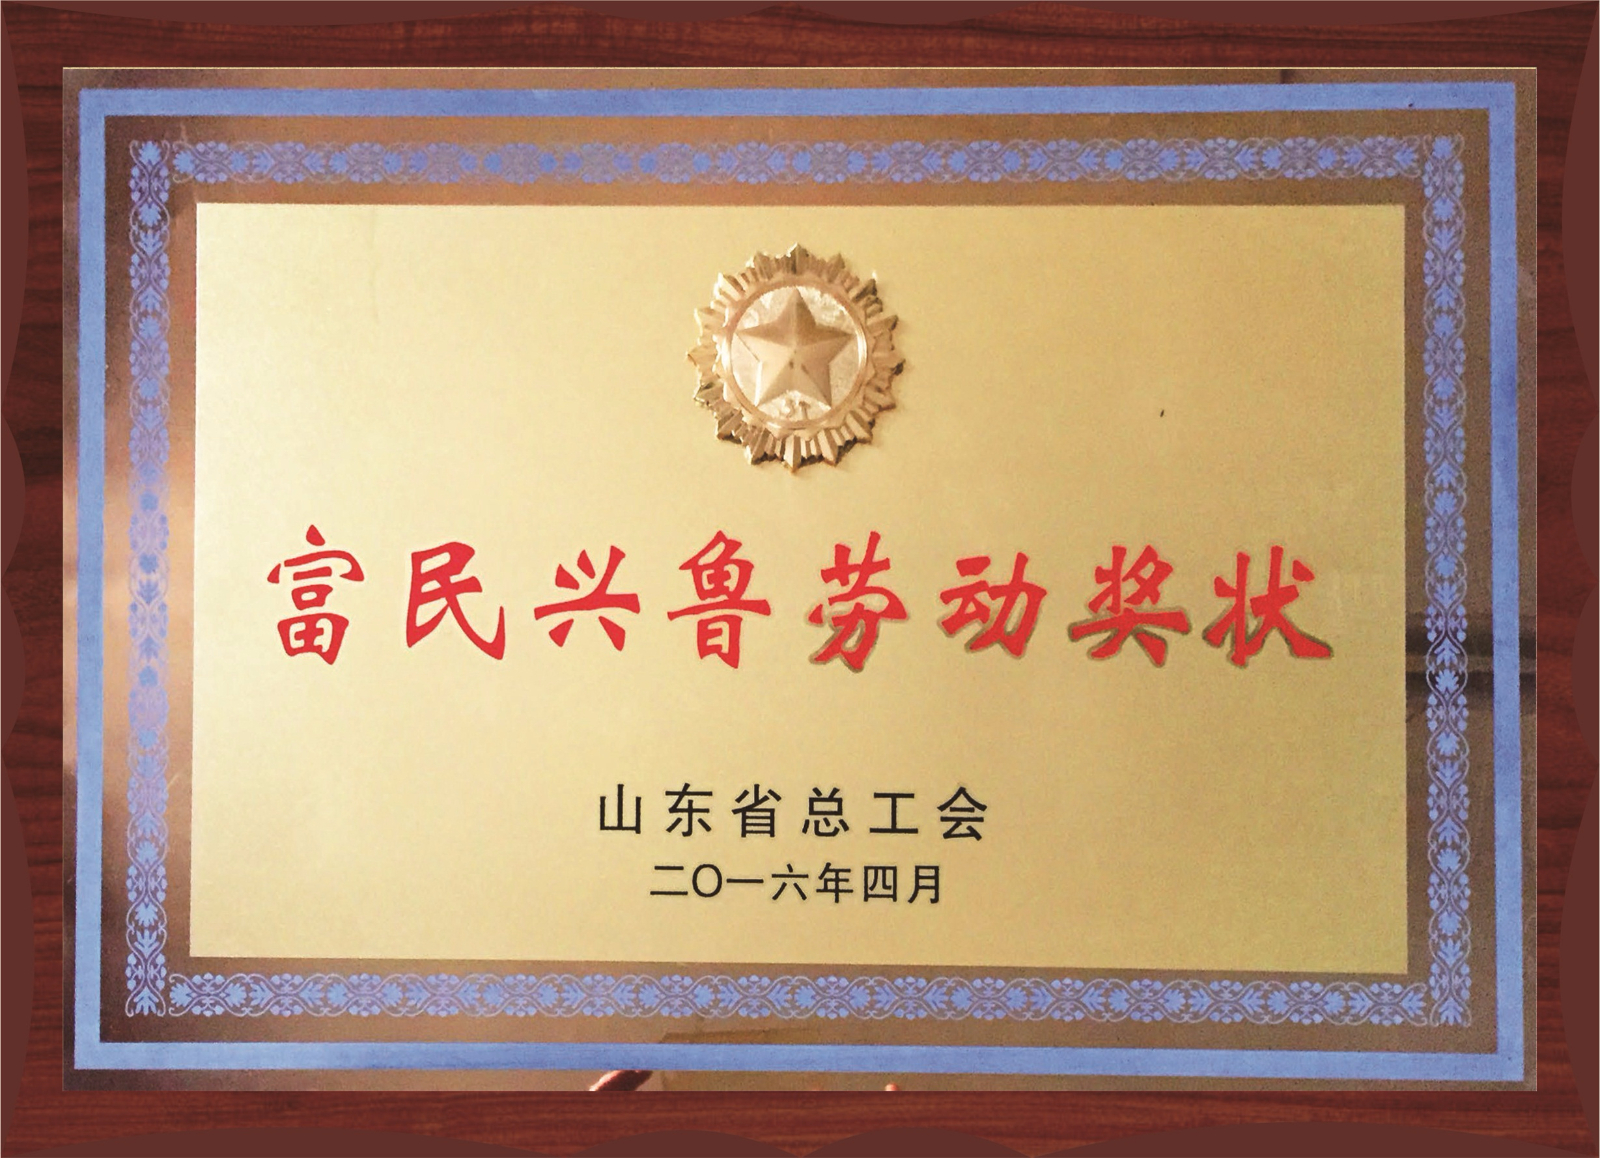 富民兴鲁劳动奖状
山东省总工会
二〇一六年四月